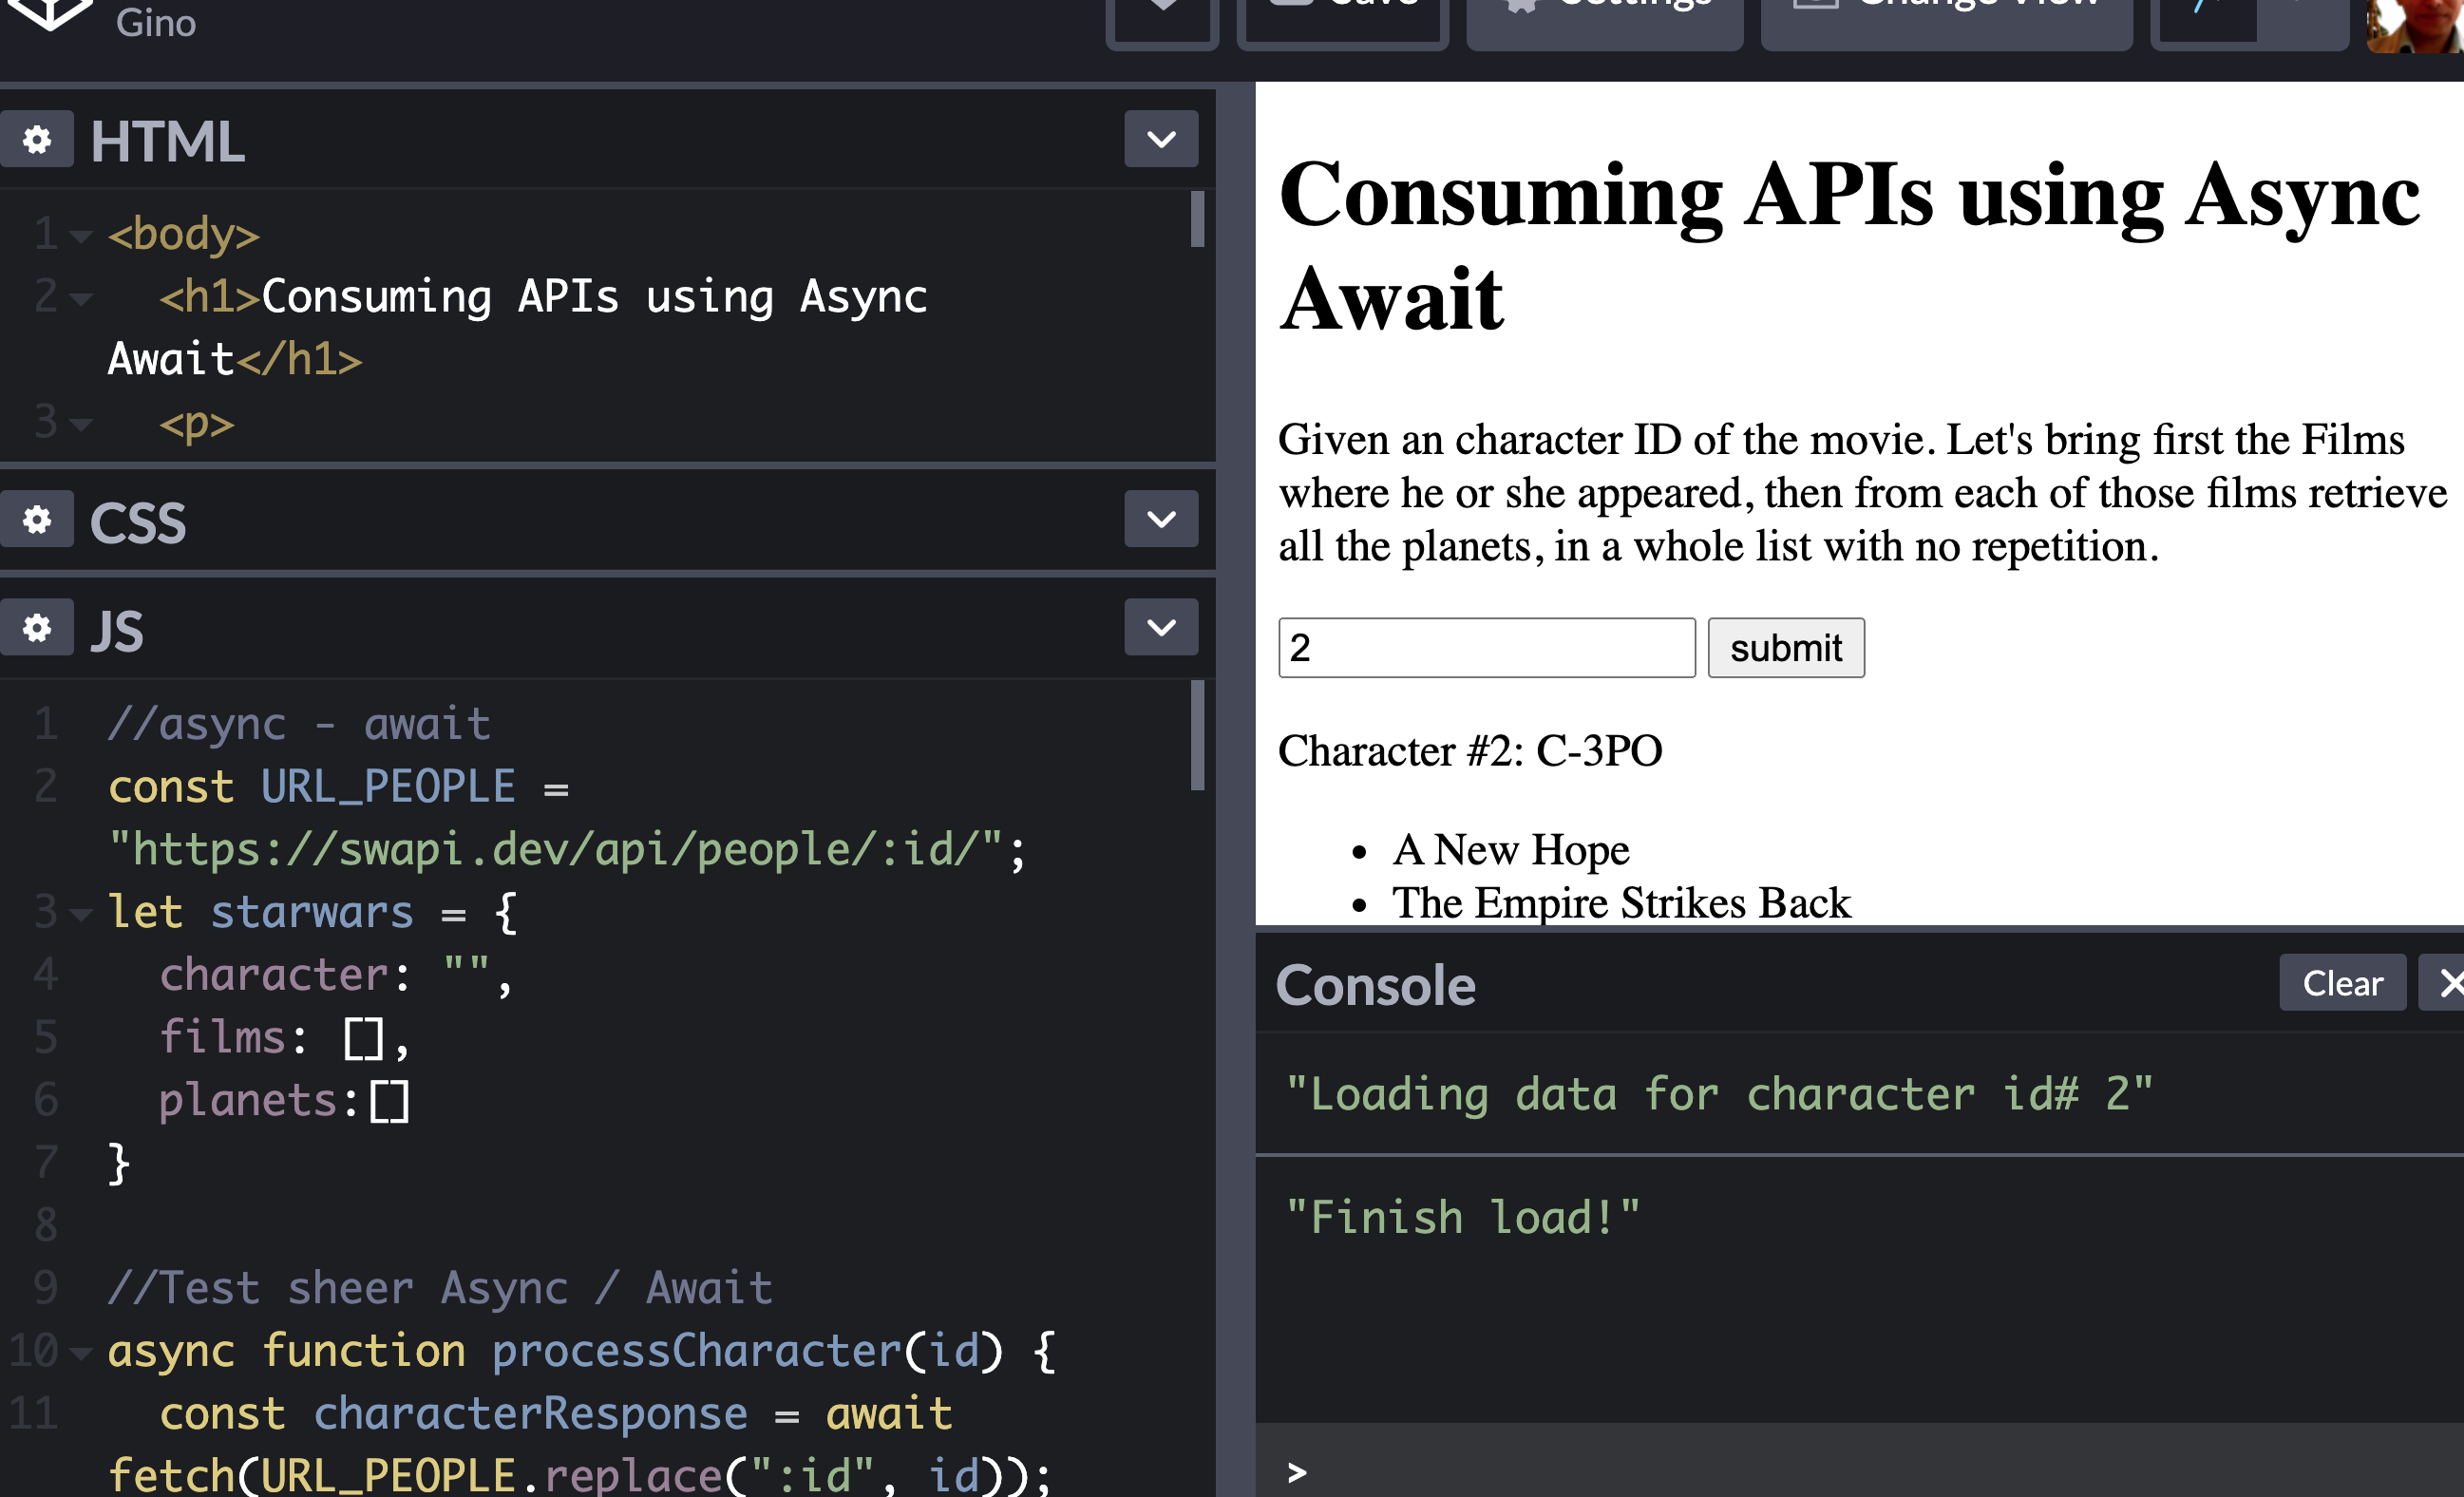 Gino
Save
Settings
Change View
HTML
1 <body>
2 <h1>Consuming APIs using Async
Await</h1>
3 <p>
CSS
JS
1 //async - await
2 const URL_PEOPLE =
"https://swapi.dev/api/people/:id/";
3 let starwars = {
4 character: "",
5 films: [],
6 planets:[]
7 }
8
9 //Test sheer Async / Await
10 async function processCharacter(id) {
11 const characterResponse = await
fetch(URL_PEOPLE.replace(":id", id));
Consuming APIs using Async
Await
Given an character ID of the movie. Let's bring first the Films
where he or she appeared, then from each of those films retrieve
all the planets, in a whole list with no repetition.
2 submit
Character #2: C-3PO
• A New Hope
• The Empire Strikes Back
Console
Clear
"Loading data for character id# 2"
"Finish load!"
>